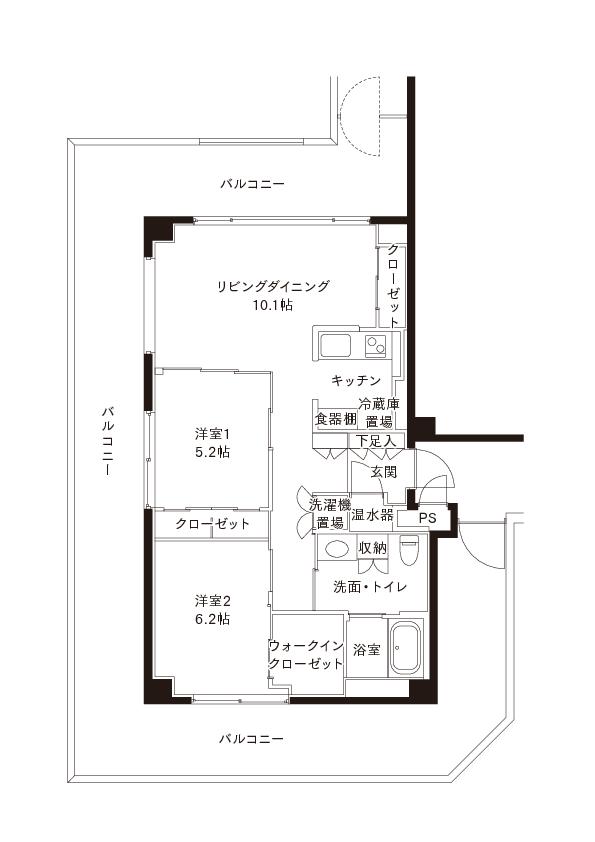 バルコニー
クローゼット
リビングダイニング
10.1帖
キッチン
冷蔵庫
置場
食器棚
下足入
バルコニー
洋室1
5.2帖
玄関
洗濯機
置場
温水器
PS
クローゼット
収納
洗面・トイレ
洋室2
6.2帖
ウォークイン
クローゼット
浴室
バルコニー